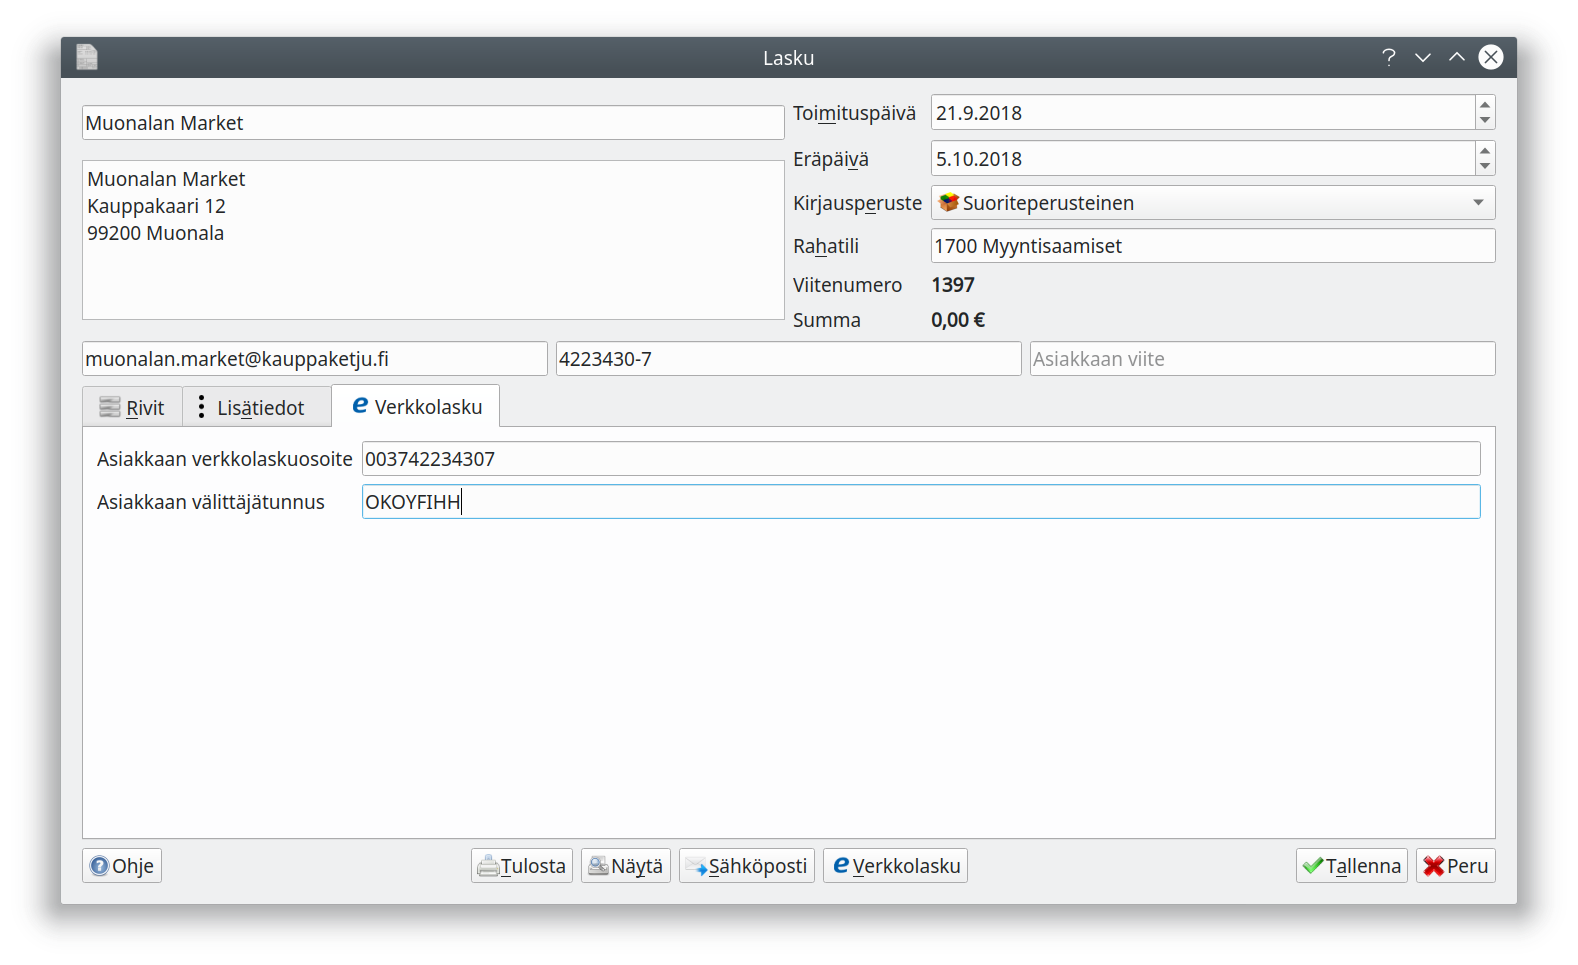 Lasku
Muonalan Market
Muonalan Market
Kauppakaari 12
99200 Muonala
Toimituspäivä 21.9.2018
Eräpäivä 5.10.2018
Kirjausperuste Suoriteperusteinen
Rahatili 1700 Myyntisaamiset
Viitenumero 1397
Summa 0,00 €
muonalan.market@kauppaketju.fi 4223430-7 Asiakkaan viite
Rivit Lisätiedot Verkkolasku
Asiakkaan verkkolaskuosoite 003742234307
Asiakkaan välittäjätunnus OKOYFIHH
Ohje Tulosta Näytä Sähköposti Verkkolasku Tallenna Peru